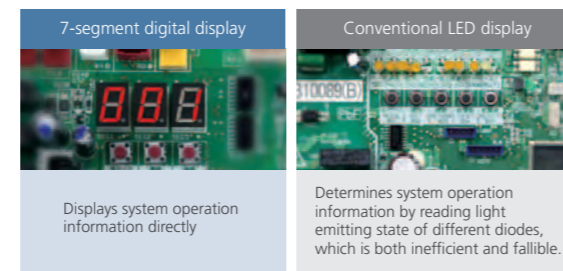 7-segment digital display
Conventional LED display
001
B10089(B)
Displays system operation
information directly
Determines system operation
information by reading light
emitting state of different diodes,
which is both inefficient and fallible.